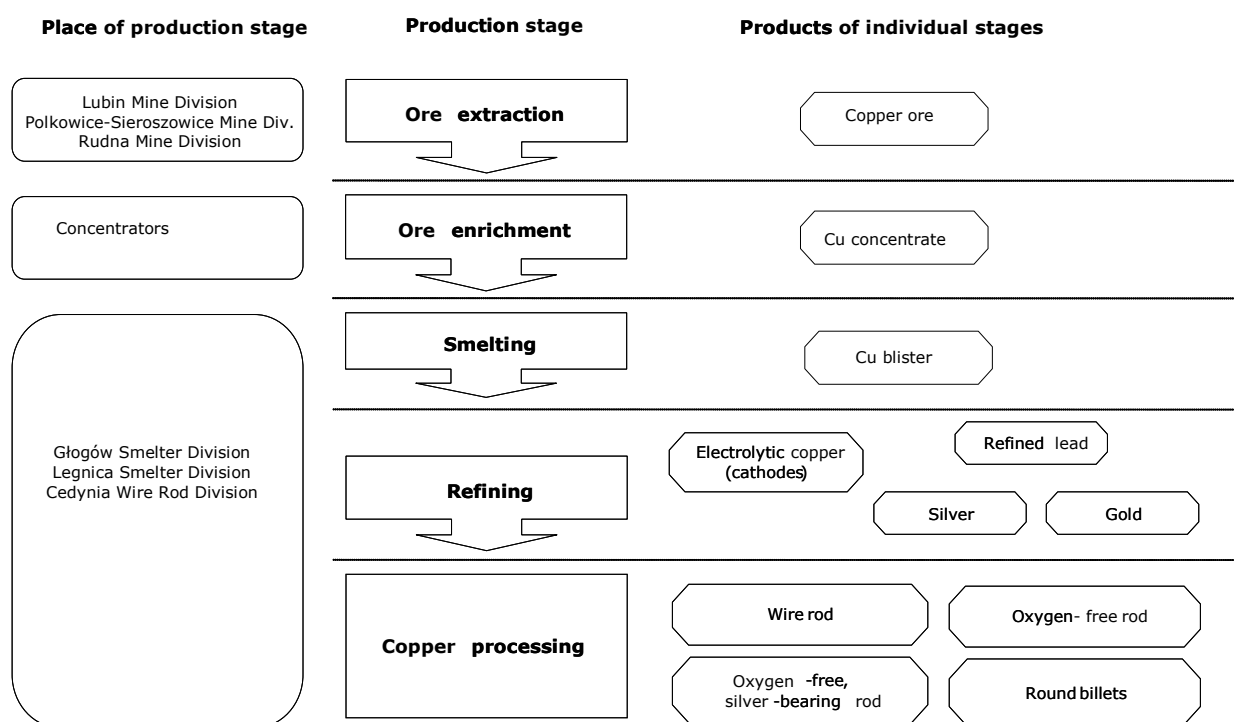 Place of production stage
Production stage
Products of individual stages
Lubin Mine Division
Polkowice-Sieroszowice Mine Div.
Rudna Mine Division
Ore extraction
Copper ore
Concentrators
Ore enrichment
Cu concentrate
Smelting
Cu blister
Głogów Smelter Division
Legnica Smelter Division
Cedynia Wire Rod Division
Refining
Electrolytic copper
(cathodes)
Refined lead
Silver
Gold
Copper processing
Wire rod
Oxygen- free rod
Oxygen -free,
silver -bearing rod
Round billets